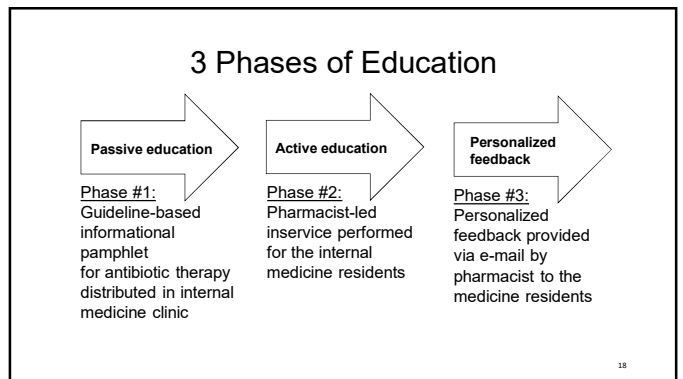 3 Phases of Education
Passive education
Active education
Personalized
feedback
Phase #1:
Guideline-based
informational
pamphlet
for antibiotic therapy
distributed in internal
medicine clinic
Phase #2:
Pharmacist-led
inservice performed
for the internal
medicine residents
Phase #3:
Personalized
feedback provided
via e-mail by
pharmacist to the
medicine residents
18